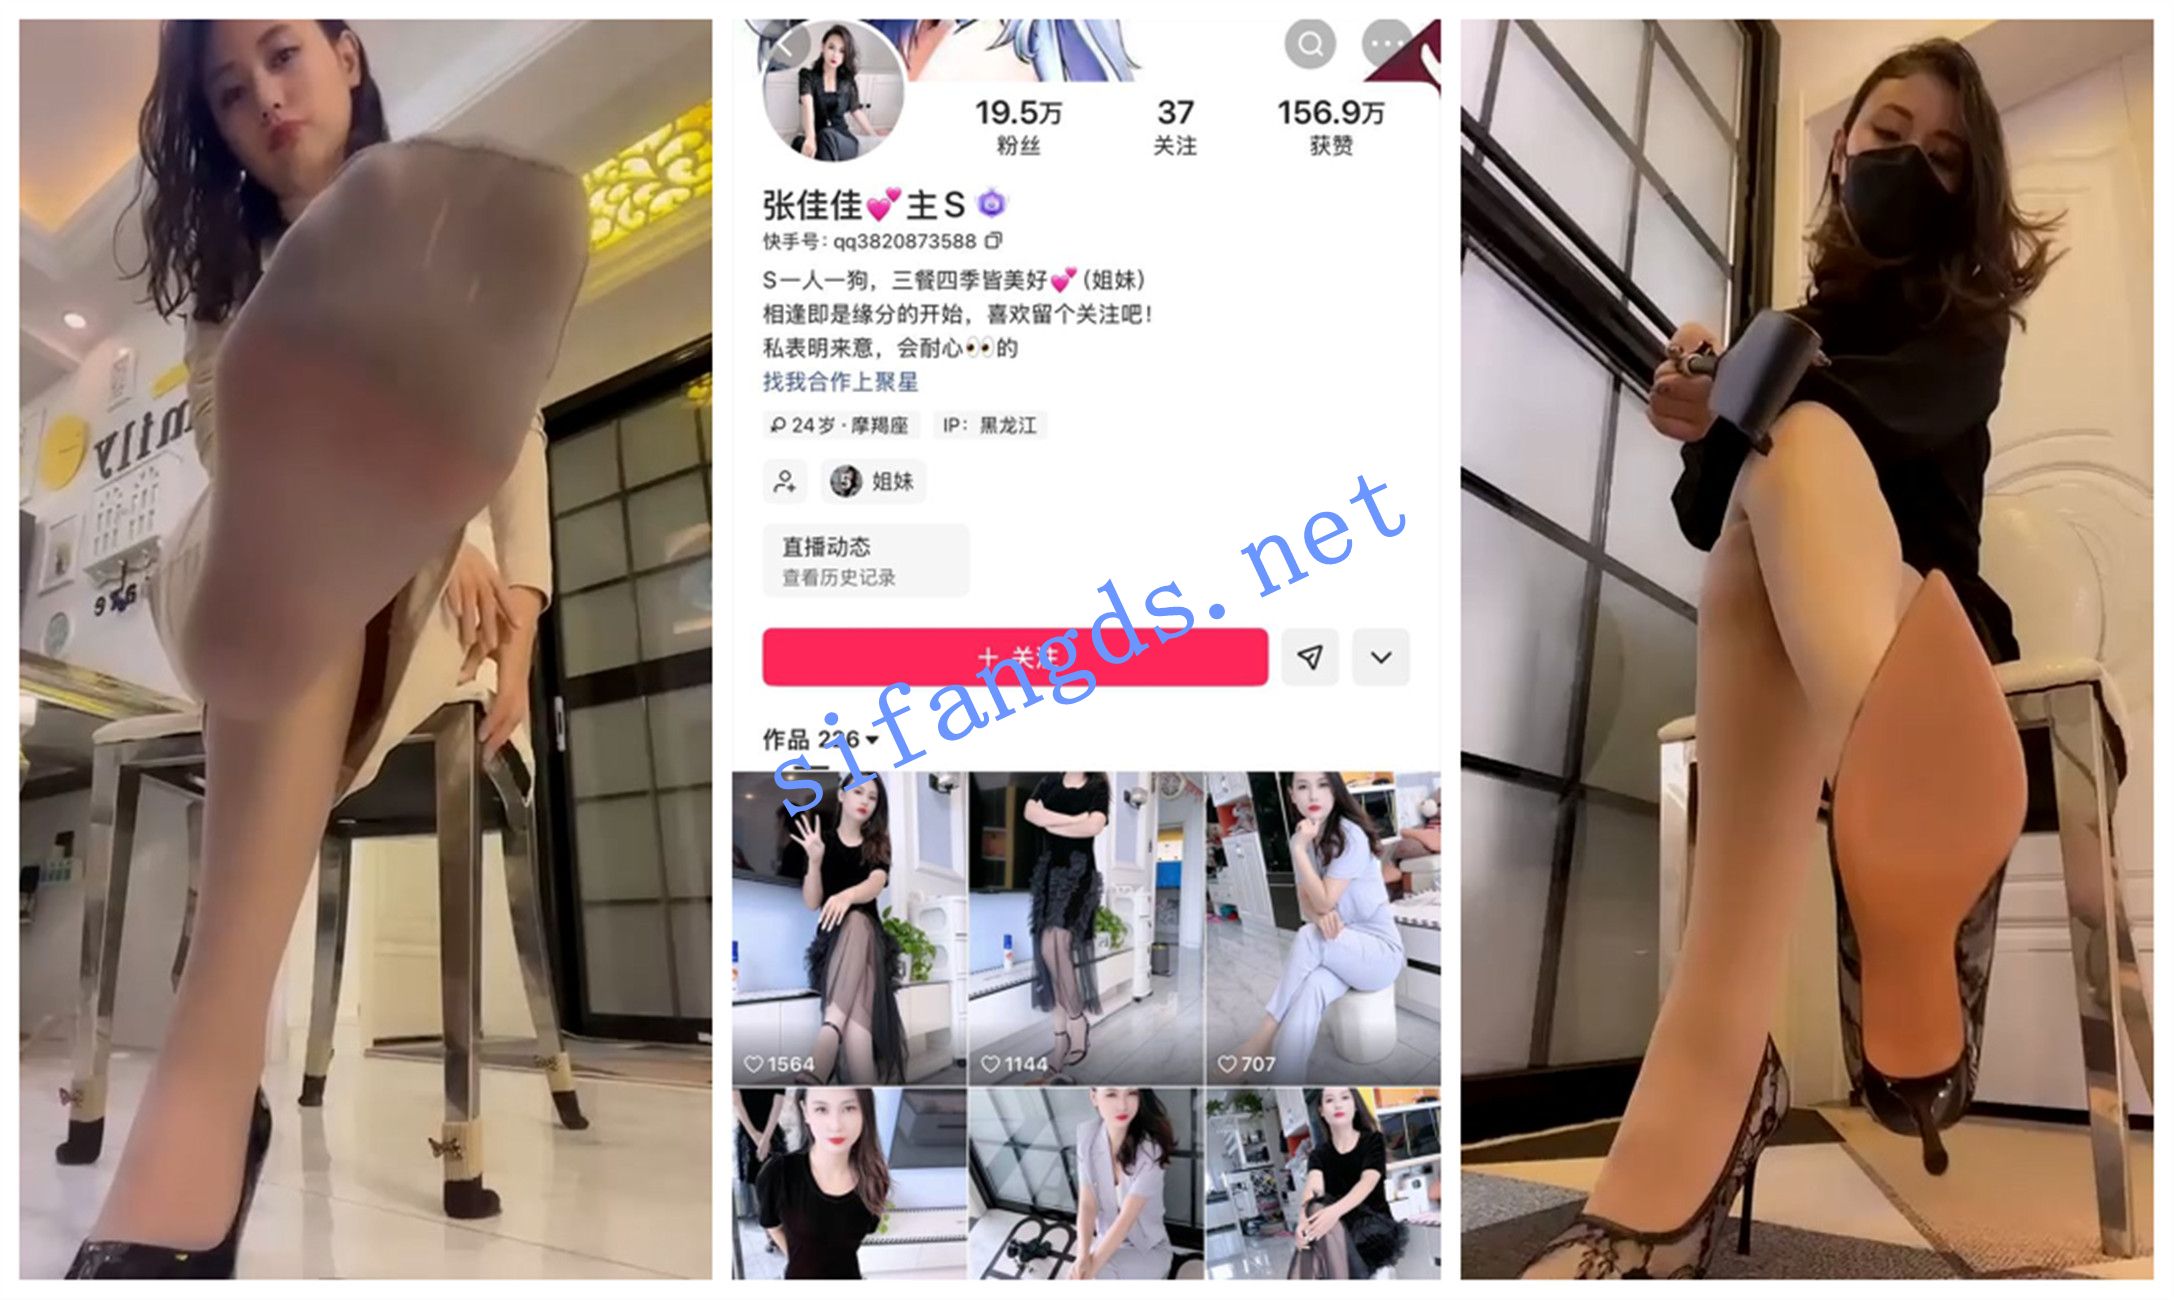 19.5万
粉丝
37
关注
156.9万
获赞
张佳佳💕主S
快手号: qq3820873588
S一人一狗，三餐四季皆美好💕(姐妹)
相逢即是缘分的开始，喜欢留个关注吧！
私表明来意，会耐心👀的
找我合作上聚星
24岁·摩羯座
IP：黑龙江
姐妹
直播动态
查看历史记录
+ 关注
作品 226
sifangds.net
1564
1144
707